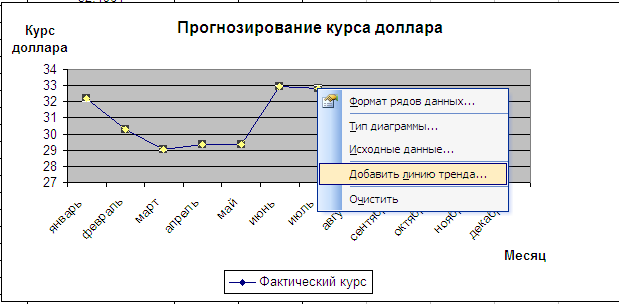 Прогнозирование курса доллара
Курс
доллара
34
33
32
31
30
29
28
27
январь
февраль
март
апрель
май
июнь
июль
Формат рядов данных...
Тип диаграммы...
Исходные данные...
Добавить линию тренда...
Очистить
Месяц
Фактический курс